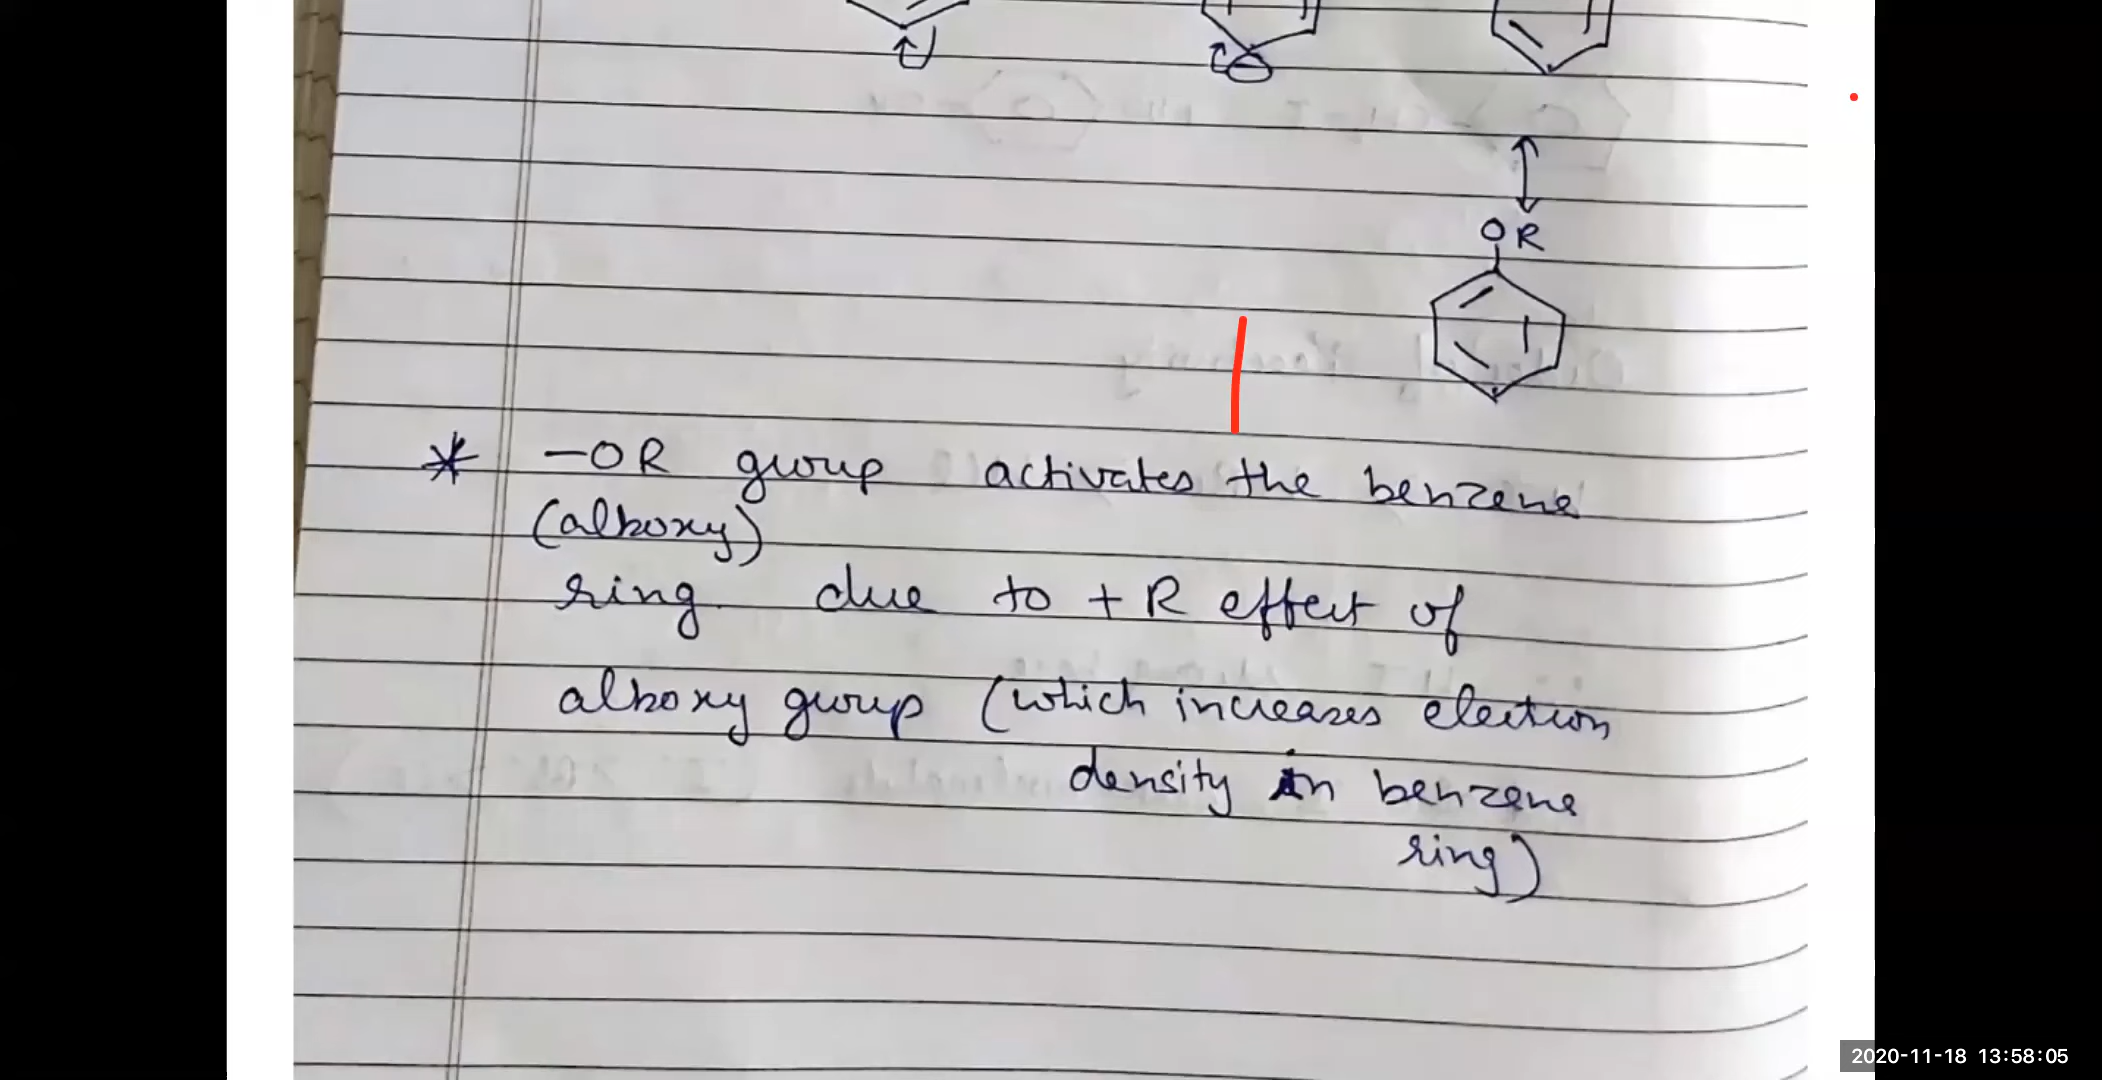 OR
* —OR group activates the benzene
(alkoxy)
ring due to +R effect of
alkoxy group (which increases electron
density in benzene
ring)
2020-11-18 13:58:05